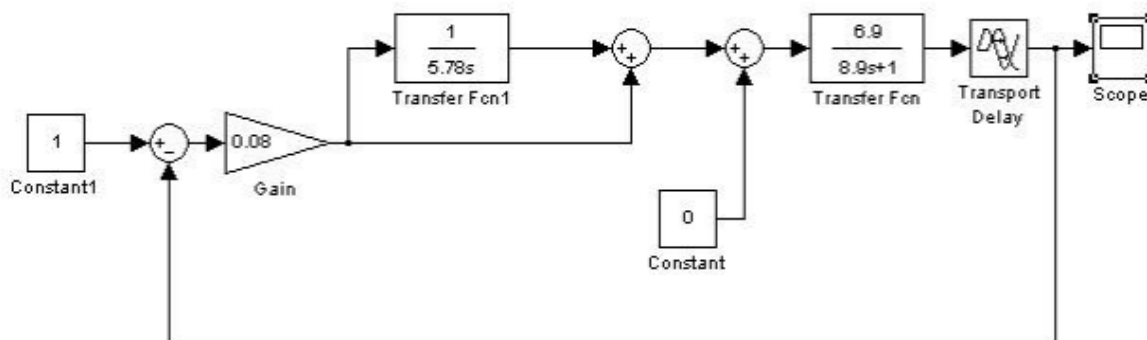 1
5.78s
Transfer Fcn1
+
+
+
+
6.9
8.9s+1
Transfer Fcn
Transport
Delay
Scope
1
Constant1
+
−
0.08
Gain
0
Constant